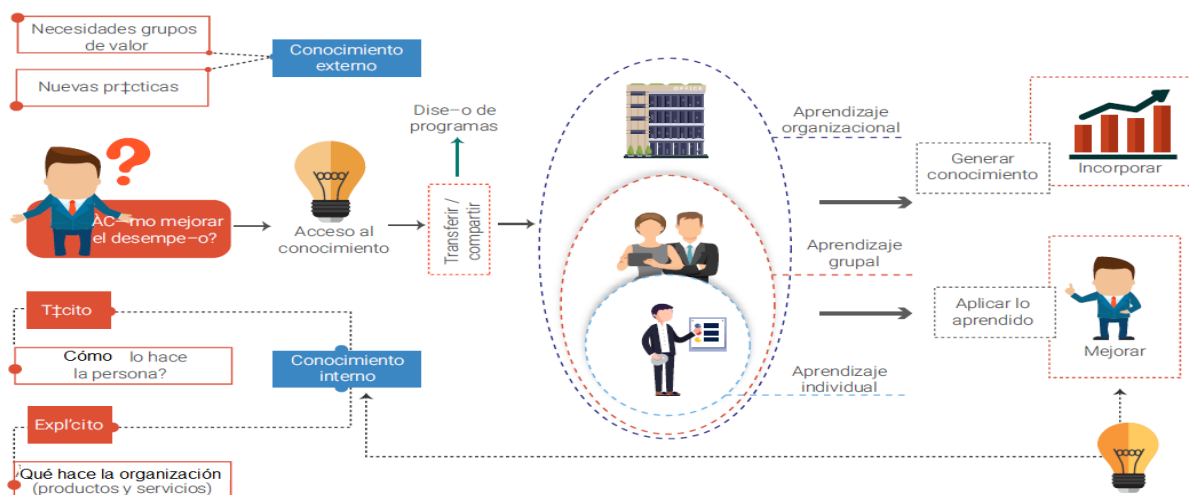 Necesidades grupos
de valor
Nuevas pr‡cticas
Conocimiento
externo
Dise–o de
programas
OFFICE
Aprendizaje
organizacional
Generar
conocimiento
Incorporar
?
ÀC—mo mejorar
el desempe–o?
Acceso al
conocimiento
Transferir /
compartir
Aprendizaje
grupal
Aplicar lo
aprendido
Mejorar
T‡cito
Cómo lo hace
la persona?
Conocimiento
interno
Aprendizaje
individual
Expl'cito
Qué hace la organización
(productos y servicios)